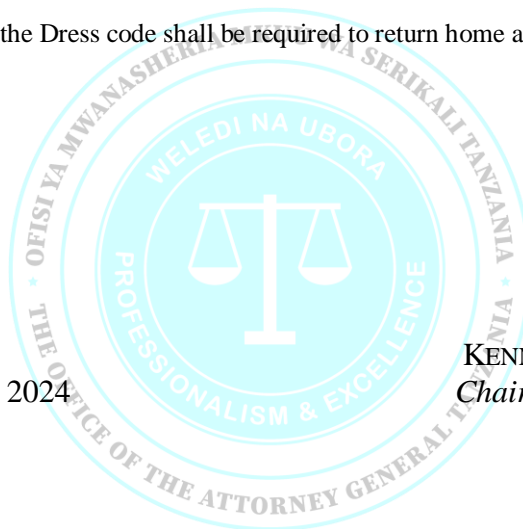 the Dress code shall be required to return home a
OFISI YA MWANASHERIA MKUU WA SERIKALI TANZANIA
WELEDI NA UBORA
PROFESSIONALISM & EXCELLENCE
KENN
2024
Chair
THE OFFICE OF THE ATTORNEY GENERAL TANZANIA